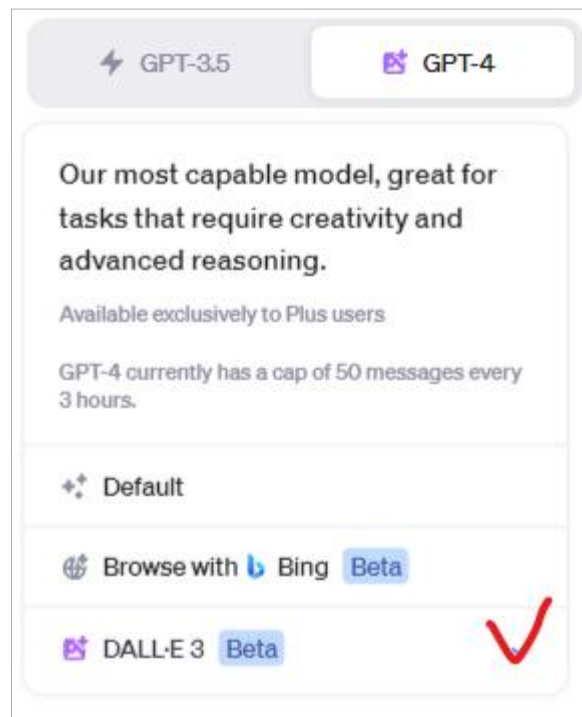 GPT-3.5
GPT-4
Our most capable model, great for
tasks that require creativity and
advanced reasoning.
Available exclusively to Plus users
GPT-4 currently has a cap of 50 messages every
3 hours.
Default
Browse with Bing Beta
DALL·E 3 Beta